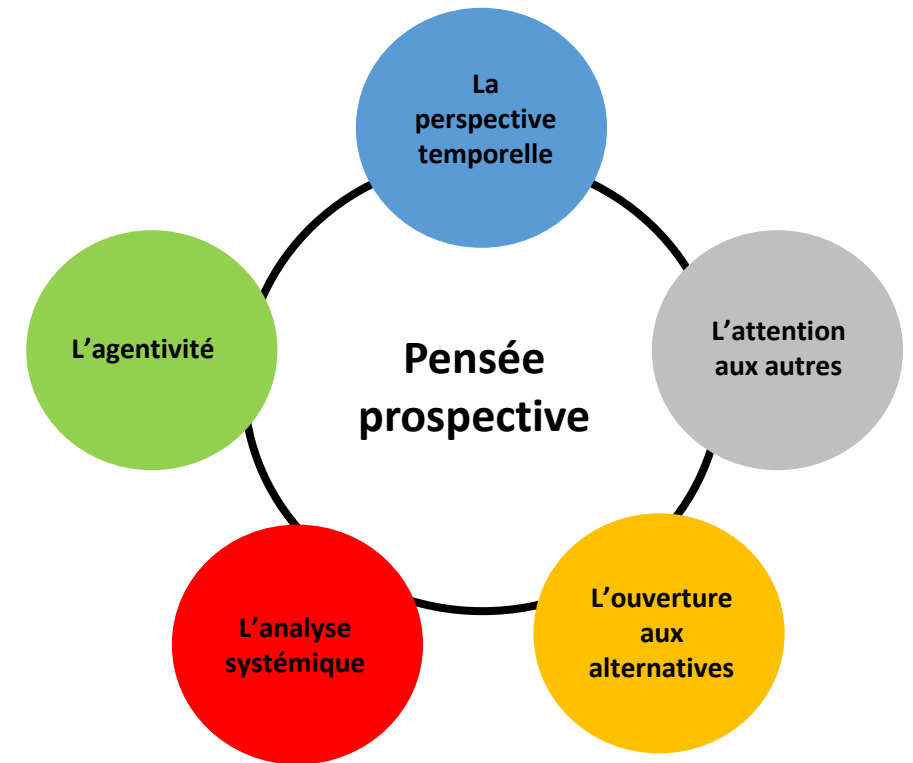 La
perspective
temporelle
L’attention
aux autres
L’ouverture
aux
alternatives
L’analyse
systémique
L’agentivité
Pensée
prospective